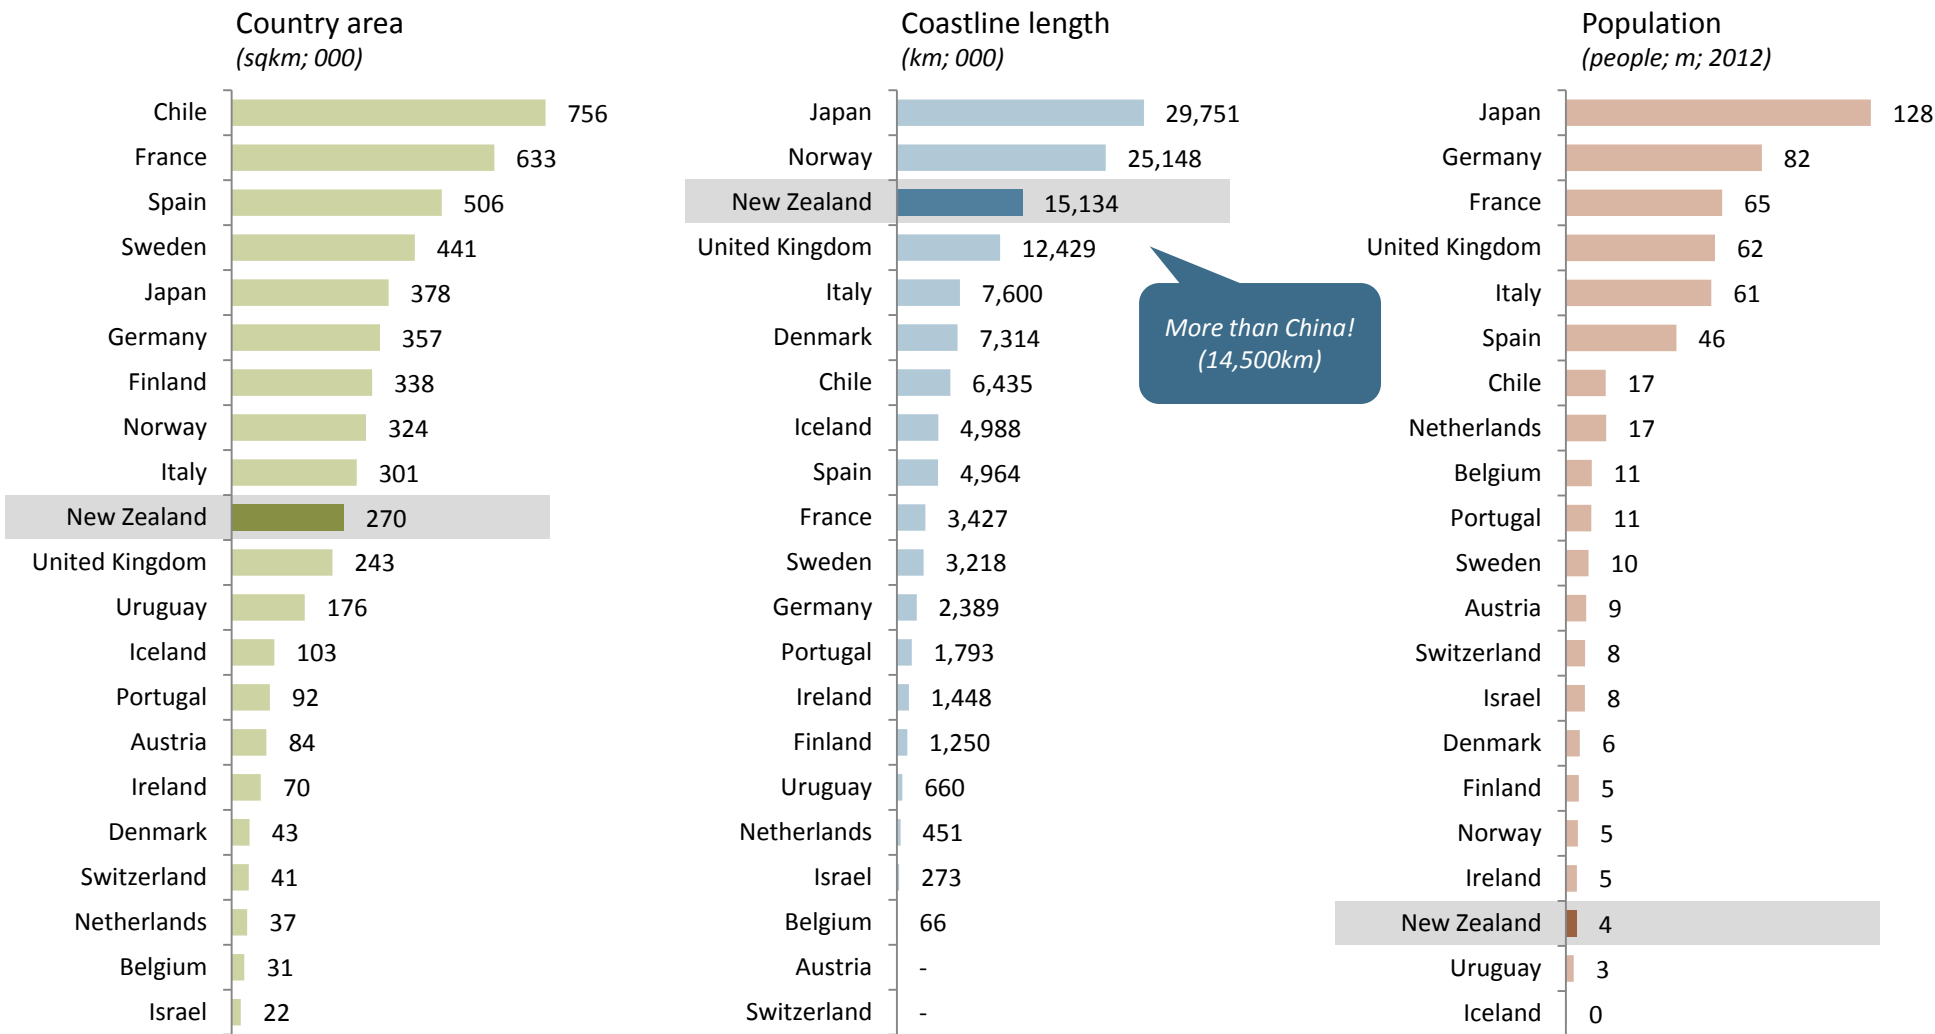 Country area
(sqkm; 000)
Chile 756
France 633
Spain 506
Sweden 441
Japan 378
Germany 357
Finland 338
Norway 324
Italy 301
New Zealand 270
United Kingdom 243
Uruguay 176
Iceland 103
Portugal 92
Austria 84
Ireland 70
Denmark 43
Switzerland 41
Netherlands 37
Belgium 31
Israel 22
Coastline length
(km; 000)
Japan 29,751
Norway 25,148
New Zealand 15,134
United Kingdom 12,429
Italy 7,600
Denmark 7,314
Chile 6,435
Iceland 4,988
Spain 4,964
France 3,427
Sweden 3,218
Germany 2,389
Portugal 1,793
Ireland 1,448
Finland 1,250
Uruguay 660
Netherlands 451
Israel 273
Belgium 66
Austria -
Switzerland -
More than China!
(14,500km)
Population
(people; m; 2012)
Japan 128
Germany 82
France 65
United Kingdom 62
Italy 61
Spain 46
Chile 17
Netherlands 17
Belgium 11
Portugal 11
Sweden 10
Austria 9
Switzerland 8
Israel 8
Denmark 6
Finland 5
Norway 5
Ireland 5
New Zealand 4
Uruguay 3
Iceland 0